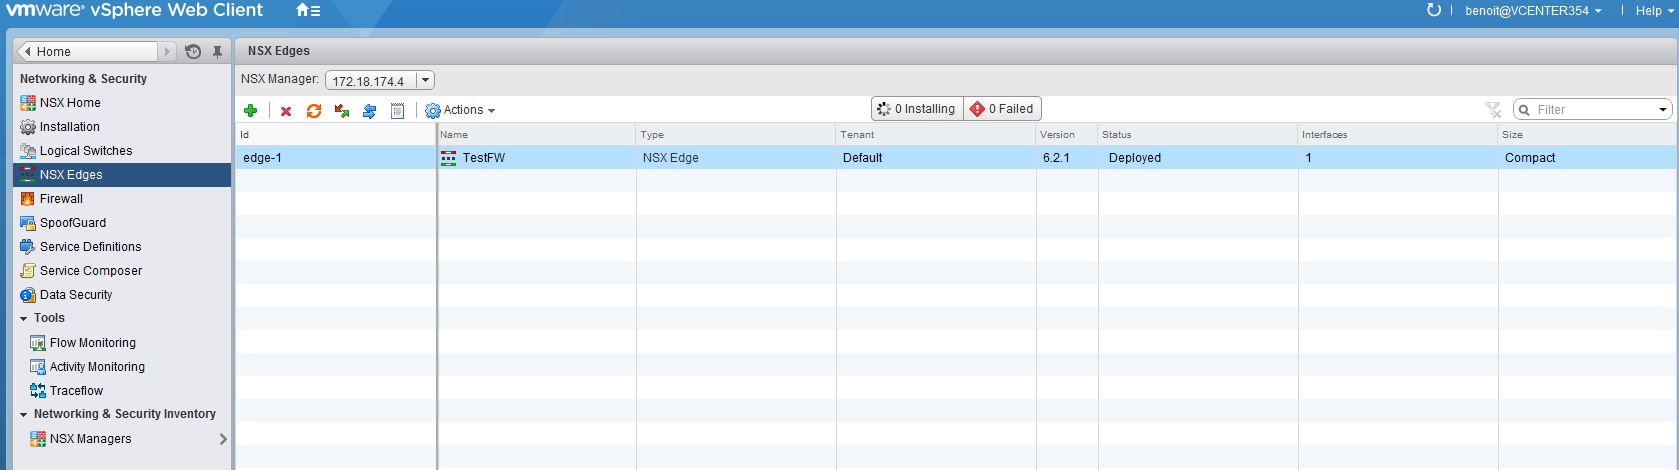 vmware® vSphere Web Client
benoit@VCENTER354
Help
Home
NSX Edges
Networking & Security
NSX Home
Installation
Logical Switches
NSX Edges
Firewall
SpoofGuard
Service Definitions
Service Composer
Data Security
Tools
Flow Monitoring
Activity Monitoring
Traceflow
Networking & Security Inventory
NSX Managers
NSX Manager: 172.18.174.4
Actions
0 Installing
0 Failed
Filter
Id Name Type Tenant Version Status Interfaces Size
edge-1 TestFW NSX Edge Default 6.2.1 Deployed 1 Compact